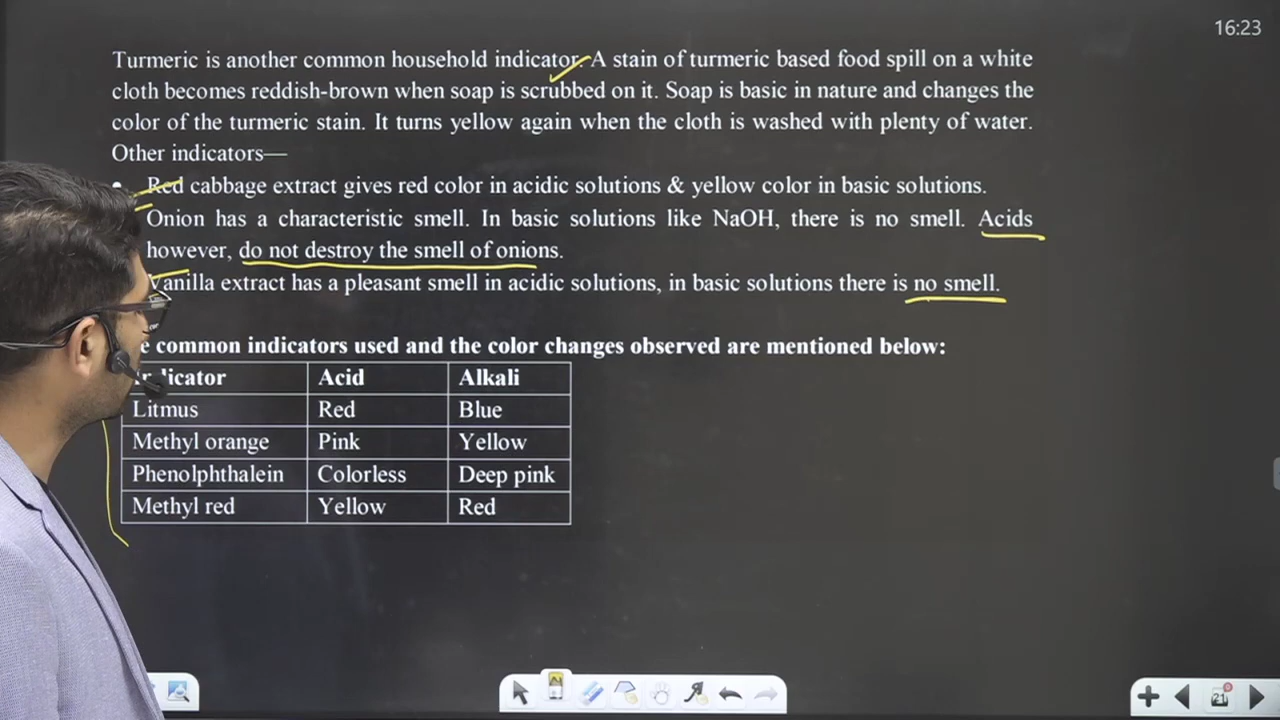 16:23
Turmeric is another common household indicator. A stain of turmeric based food spill on a white
cloth becomes reddish-brown when soap is scrubbed on it. Soap is basic in nature and changes the
color of the turmeric stain. It turns yellow again when the cloth is washed with plenty of water.
Other indicators—
• Red cabbage extract gives red color in acidic solutions & yellow color in basic solutions.
Onion has a characteristic smell. In basic solutions like NaOH, there is no smell. Acids
however, do not destroy the smell of onions.
Vanilla extract has a pleasant smell in acidic solutions, in basic solutions there is no smell.
common indicators used and the color changes observed are mentioned below:
Indicator Acid Alkali
Litmus Red Blue
Methyl orange Pink Yellow
Phenolphthalein Colorless Deep pink
Methyl red Yellow Red
21